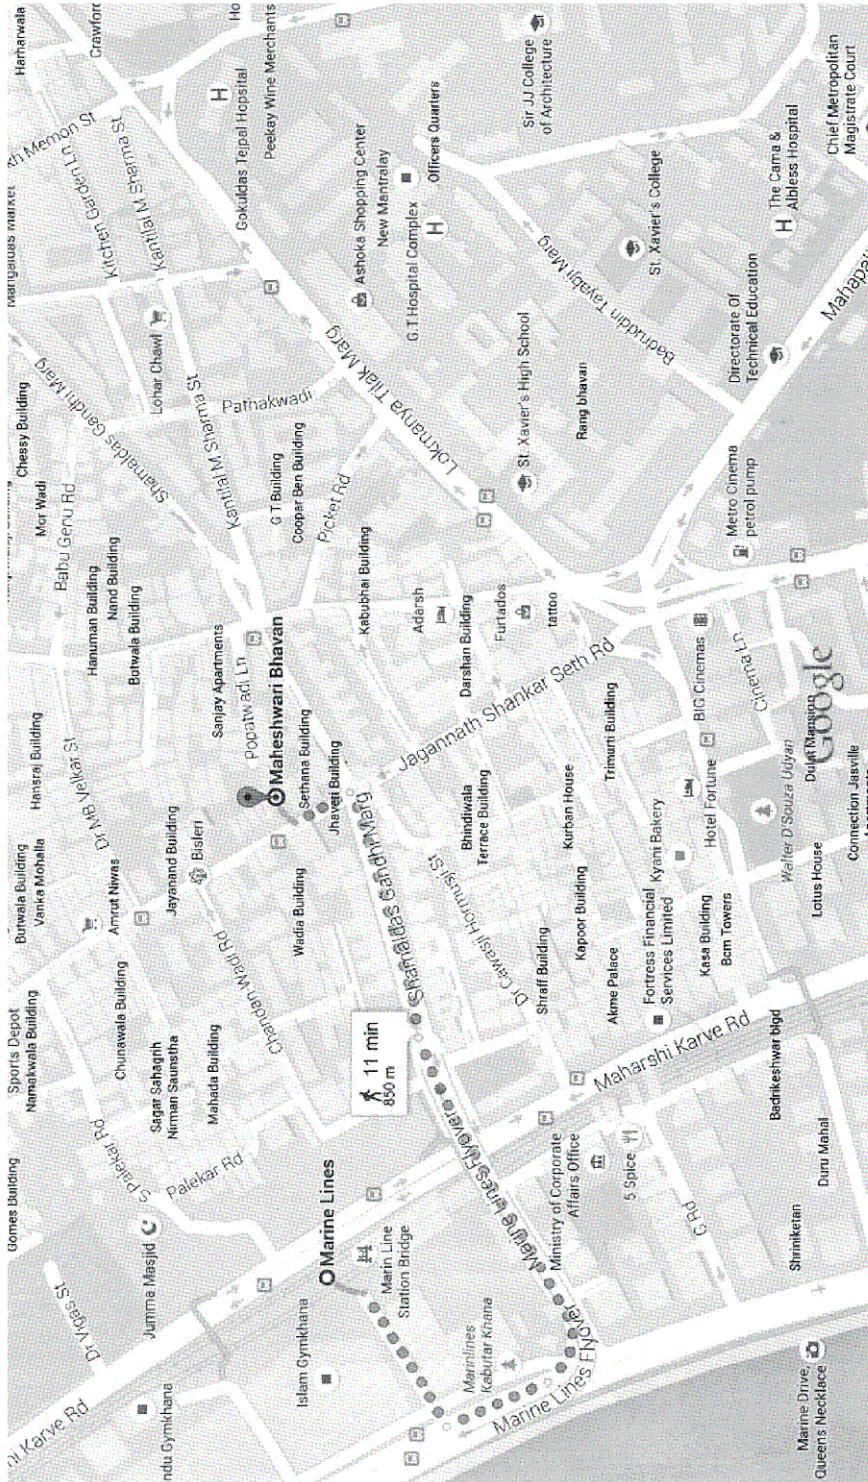 Harharwala
Crawford
Ho
Mangaldas Market
Memon St
Kitchen Garden Ln
Kantilal M Sharma St
Gokuldas Tejpal Hopsital
Peekay Wine Merchants
Lohar Chawl
Ashoka Shopping Center
New Mantralay
G.T.Hospital Complex
Officers Quarters
Sir JJ College
of Architecture
Chessy Building
Mor Wadi
Babu Genu Rd
Shamaldas Gandhi Marg
Kantilal M Sharma St
Pathakwadi
Lokmanya Tilak Marg
St. Xavier's High School
Rang bhavan
Badruddin Tayabji Marg
St. Xavier's College
The Cama &
Albless Hospital
Chief Metropolitan
Magistrate Court
Directorate Of
Technical Education
Metro Cinema
petrol pump
Hanuman Building
Nand Building
Botwala Building
G T Building
Coopar Ben Building
Picket Rd
Kabubhai Building
Adarsh
Darshan Building
Furtados
tattoo
Sanjay Apartments
Popatwadi Ln
Maheshwari Bhavan
Sethana Building
Jhaveri Building
Jagannath Shankar Seth Rd
Trimurti Building
BIG Cinemas
Cinema Ln
Google
Hansraj Building
Dr MB Velkar St
Butwala Building
Vanka Mohalla
Amrut Niwas
Jayanand Building
Bisleri
Wadia Building
Shamaldas Gandhi Marg
Bhindiwala
Terrace Building
Kurban House
Kyani Bakery
Hotel Fortune
Walter D'Souza Udyan
Dulat Mansion
Lotus House
Connection Jasville
Sports Depot
Namakwala Building
Chunawala Building
Sagar Sahagrih
Nirman Saunstha
Mahada Building
Chandan Wadi Rd
Dr Cawasji Hormusji St
Shraff Building
Kapoor Building
Akme Palace
Fortress Financial
Services Limited
Kasa Building
Bcm Towers
11 min
850 m
Gomes Building
S Palekar Rd
Palekar Rd
Marine Lines Flyover
Maharshi Karve Rd
Badrikeshwar blgd
Jumma Masjid
Marine Lines
Marin Line
Station Bridge
Ministry of Corporate
Affairs Office
5 Spice
C Rd
Duru Mahal
Shriniketan
Dr Vigas St
Islam Gymkhana
Marinlines
Kabutar Khana
Marine Lines Flyover
Karve Rd
ndu Gymkhana
Marine Drive,
Queens Necklace